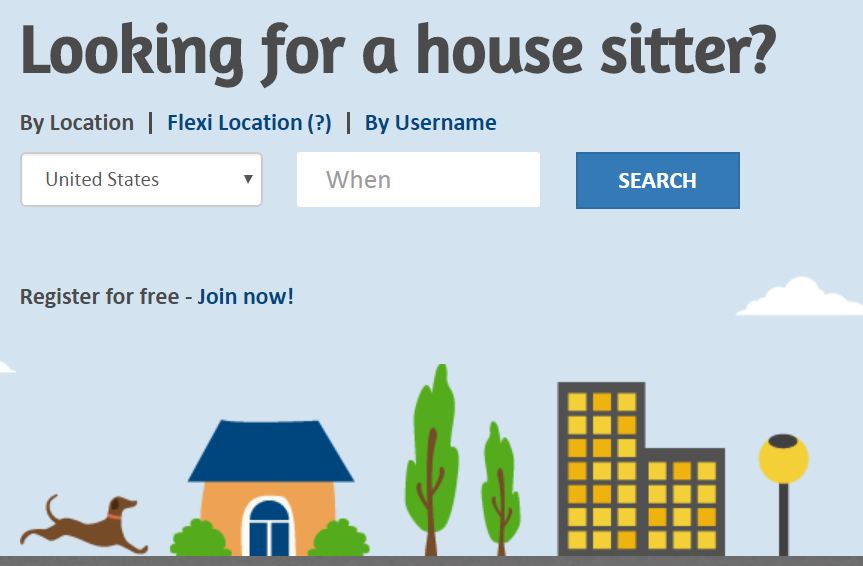 Looking for a house sitter?
By Location | Flexi Location (?) | By Username
United States When SEARCH
Register for free - Join now!